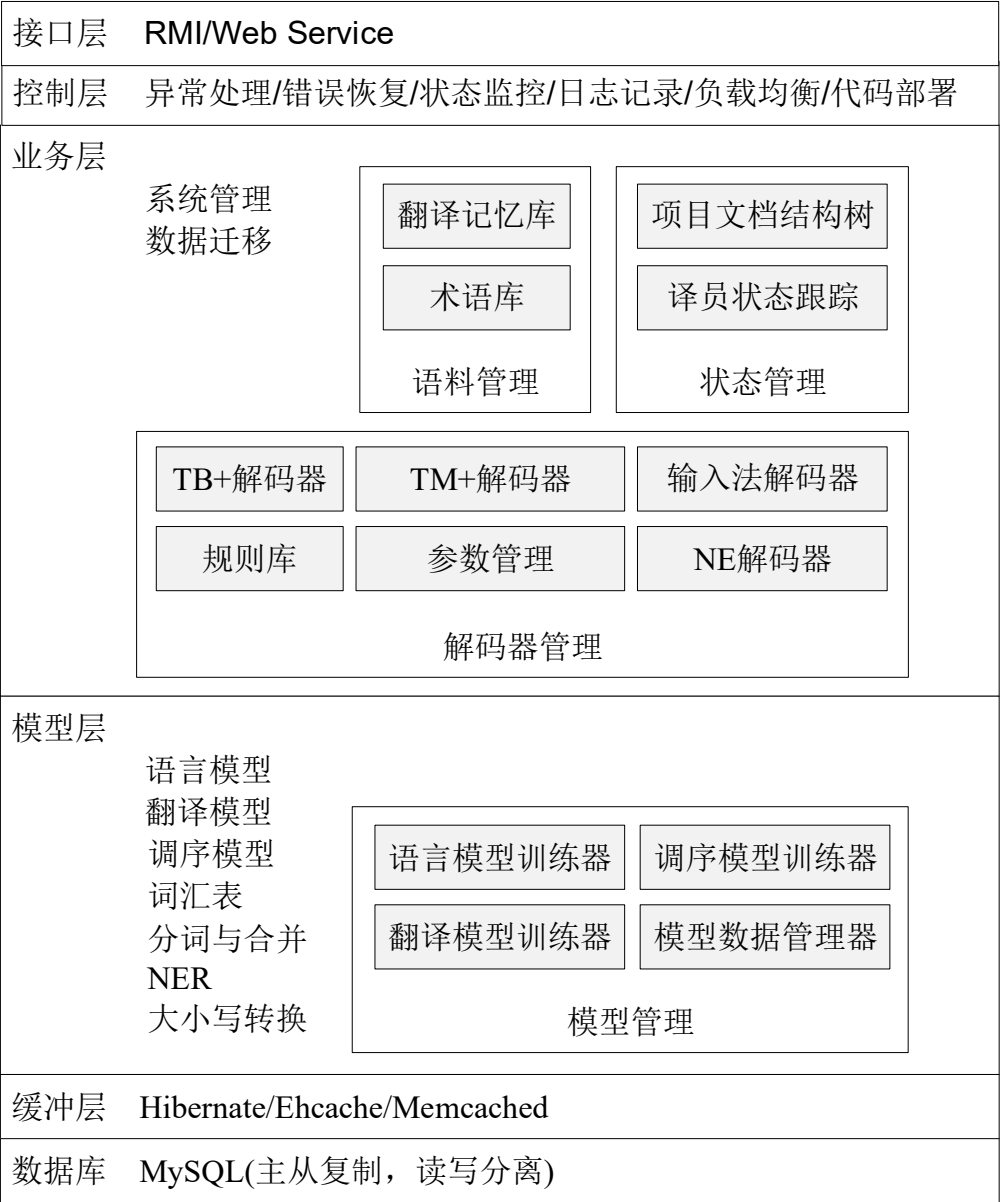 接口层 RMI/Web Service
控制层 异常处理/错误恢复/状态监控/日志记录/负载均衡/代码部署
业务层
系统管理
数据迁移
翻译记忆库
术语库
语料管理
项目文档结构树
译员状态跟踪
状态管理
TB+解码器 TM+解码器 输入法解码器
规则库 参数管理 NE解码器
解码器管理
模型层
语言模型
翻译模型
调序模型
词汇表
分词与合并
NER
大小写转换
语言模型训练器 调序模型训练器
翻译模型训练器 模型数据管理器
模型管理
缓冲层 Hibernate/Ehcache/Memcached
数据库 MySQL(主从复制，读写分离)